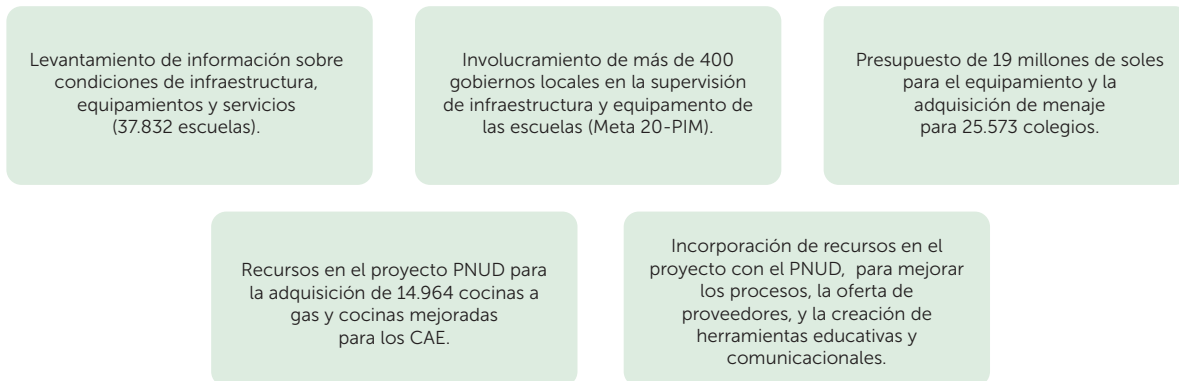 Levantamiento de información sobre
condiciones de infraestructura,
equipamientos y servicios
(37.832 escuelas).
Involucramiento de más de 400
gobiernos locales en la supervisión
de infraestructura y equipamento de
las escuelas (Meta 20-PIM).
Presupuesto de 19 millones de soles
para el equipamiento y la
adquisición de menaje
para 25.573 colegios.
Recursos en el proyecto PNUD para
la adquisición de 14.964 cocinas a
gas y cocinas mejoradas
para los CAE.
Incorporación de recursos en el
proyecto con el PNUD, para mejorar
los procesos, la oferta de
proveedores, y la creación de
herramientas educativas y
comunicacionales.